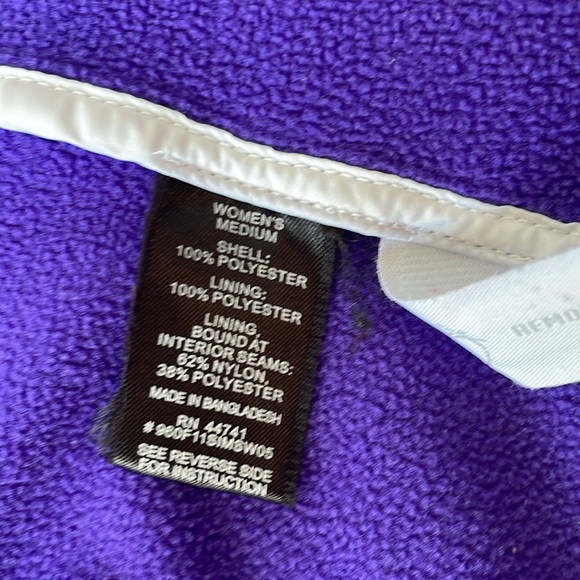 WOMEN'S
MEDIUM
SHELL:
100% POLYESTER
LINING:
100% POLYESTER
LINING,
BOUND AT
INTERIOR SEAMS:
62% NYLON,
38% POLYESTER
MADE IN BANGLADESH
RN 44741
# 960F11SIMSW05
SEE REVERSE SIDE
FOR INSTRUCTION
REMO